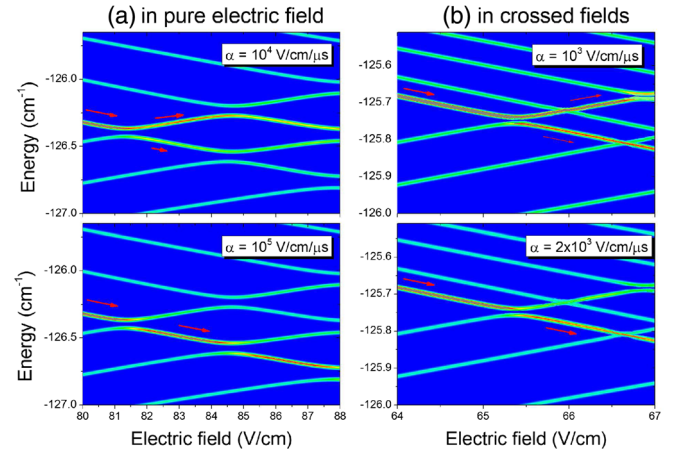 (a) in pure electric field
(b) in crossed fields
α = 10⁴ V/cm/μs
α = 10³ V/cm/μs
Energy (cm⁻¹)
-126.0
-126.5
-127.0
-125.6
-125.7
-125.8
-125.9
-126.0
α = 10⁵ V/cm/μs
α = 2x10³ V/cm/μs
Energy (cm⁻¹)
-126.0
-126.5
-127.0
-125.6
-125.7
-125.8
-125.9
-126.0
80 81 82 83 84 85 86 87 88
64 65 66 67
Electric field (V/cm)
Electric field (V/cm)